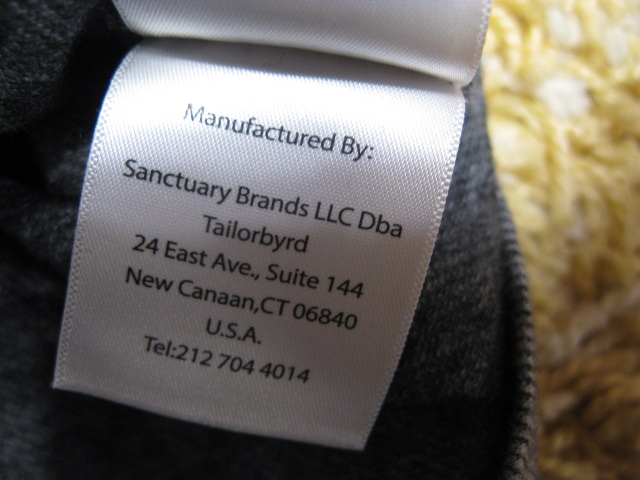 Manufactured By:
Sanctuary Brands LLC Dba
Tailorbyrd
24 East Ave., Suite 144
New Canaan,CT 06840
U.S.A.
Tel:212 704 4014